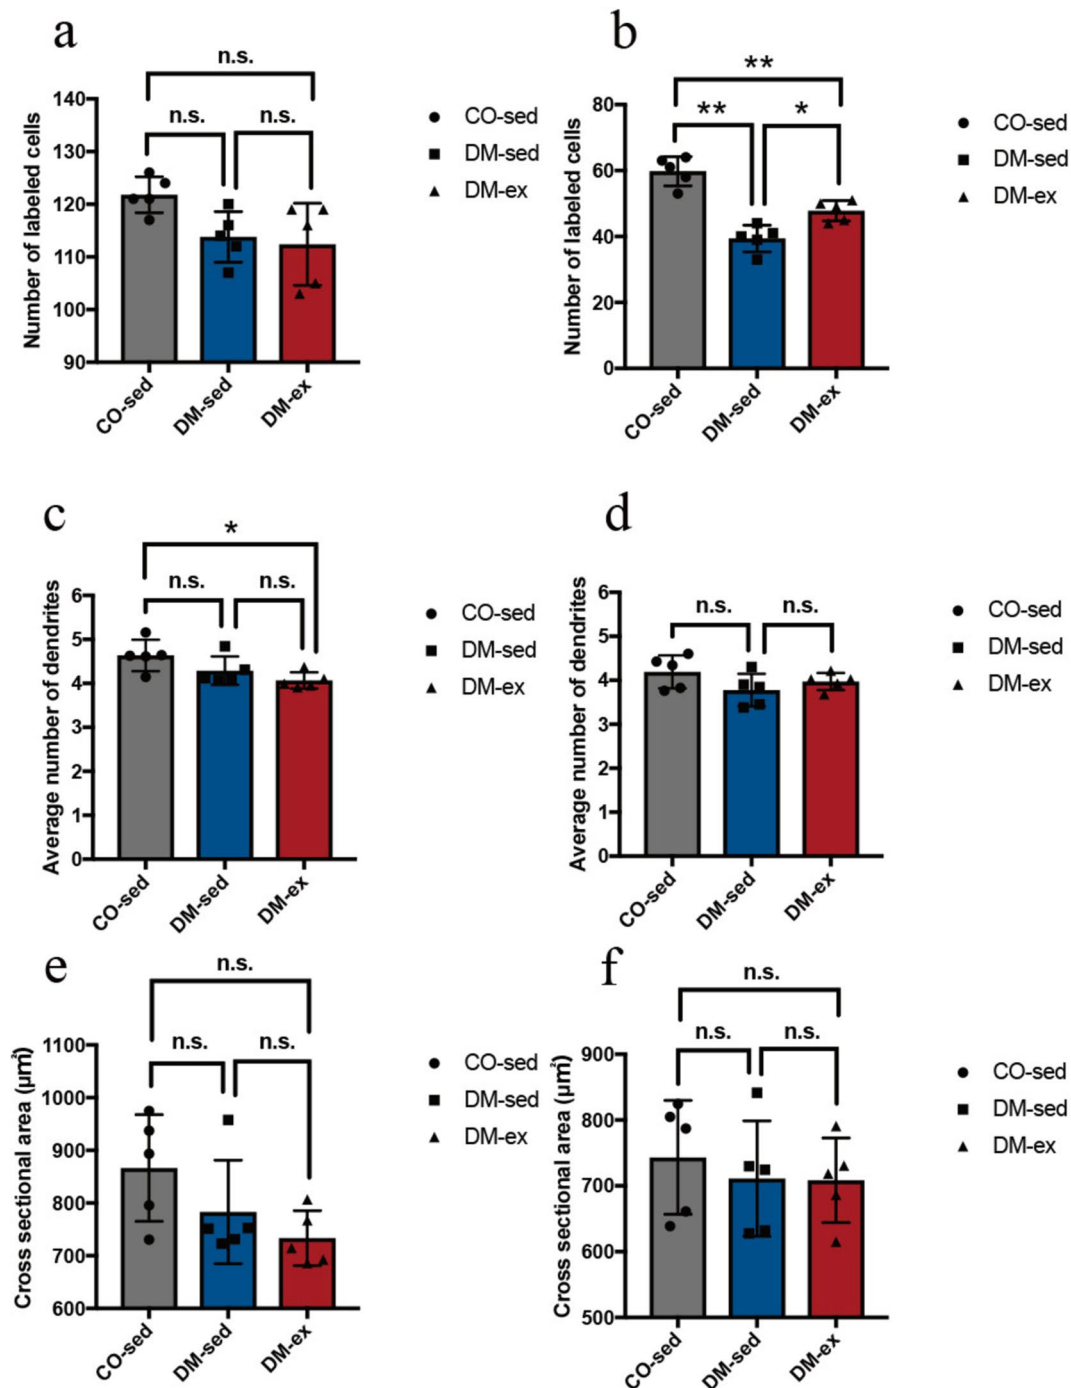 a
n.s.
n.s.
n.s.
Number of labeled cells
140
130
120
110
100
90
CO-sed
DM-sed
DM-ex
CO-sed
DM-sed
DM-ex
b
**
**
*
Number of labeled cells
80
60
40
20
0
CO-sed
DM-sed
DM-ex
CO-sed
DM-sed
DM-ex
c
*
n.s.
n.s.
Average number of dendrites
6
5
4
3
2
1
0
CO-sed
DM-sed
DM-ex
CO-sed
DM-sed
DM-ex
d
n.s.
n.s.
Average number of dendrites
6
5
4
3
2
1
0
CO-sed
DM-sed
DM-ex
CO-sed
DM-sed
DM-ex
e
n.s.
n.s.
n.s.
Cross sectional area (μm²)
1100
1000
900
800
700
600
CO-sed
DM-sed
DM-ex
CO-sed
DM-sed
DM-ex
f
n.s.
n.s.
n.s.
Cross sectional area (μm²)
900
800
700
600
500
CO-sed
DM-sed
DM-ex
CO-sed
DM-sed
DM-ex